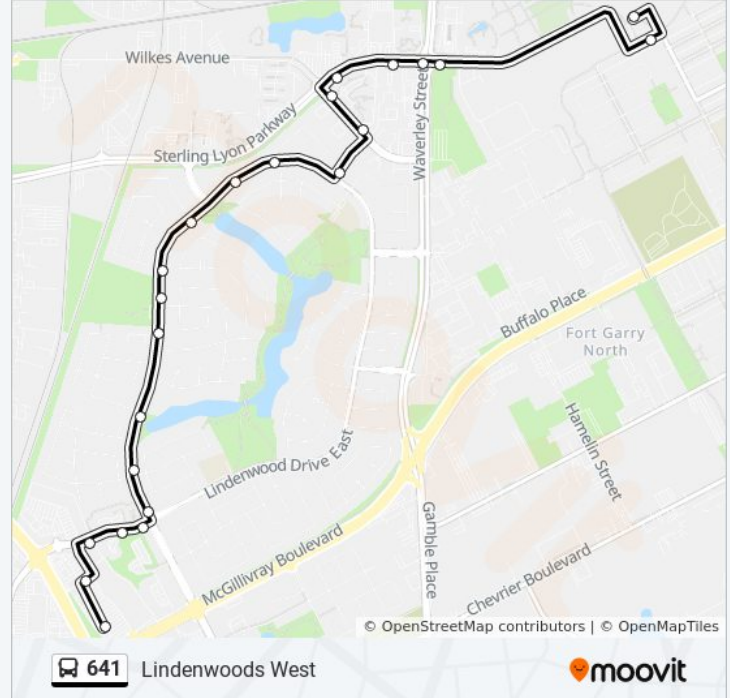 Wilkes Avenue
Sterling Lyon Parkway
Waverley Street
Buffalo Place
Fort Garry
North
Hamelin Street
Lindenwood Drive East
McGillivray Boulevard
Gamble Place
Chevrier Boulevard
© OpenStreetMap contributors | © OpenMapTiles
641 Lindenwoods West
moovit